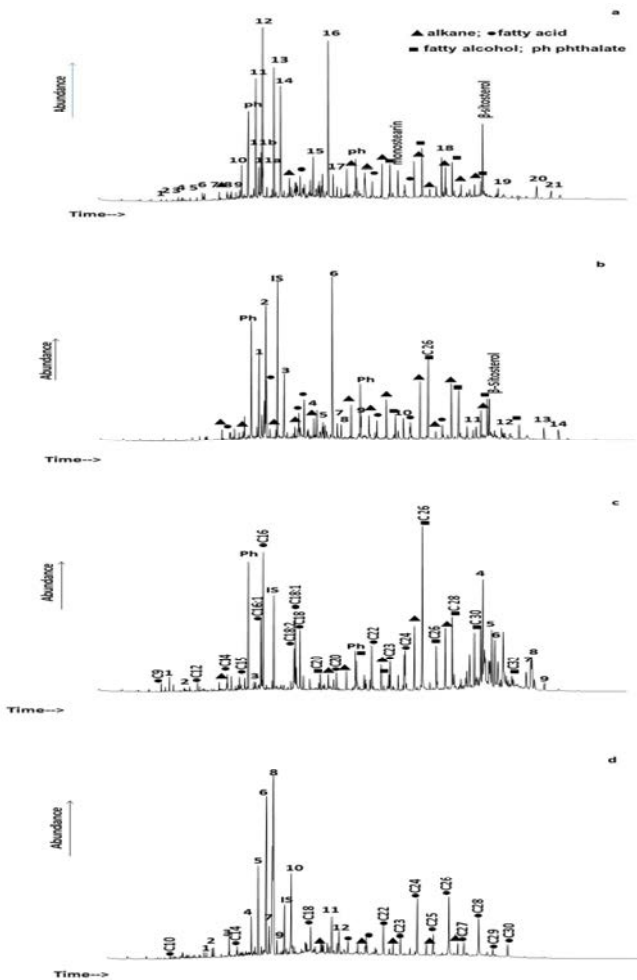 a
▲ alkane; ● fatty acid
■ fatty alcohol; ph phthalate
Abundance
ph
11
12
11b
11a
13
14
16
15
17
ph
monostearin
18
β-sitosterol
10
1 2 3 4 5 6 7 8 9
19
20
21
Time-->
b
Abundance
Ph
1
2
IS
3
4
5
6
7
8
Ph
9
10
C26
β-Sitosterol
11
12
13
14
Time-->
c
Abundance
C9
1
2
C12
C14
C15
Ph
3
C16:1
C16
IS
C18:2
C18:1
C18
C20
C20
Ph
C22
C23
C24
C26
C26
C28
C30
4
5
6
C32
7
8
9
Time-->
d
Abundance
C10
1
2
3
C14
4
5
6
7
8
9
IS
10
C18
11
12
C22
C23
C24
C25
C26
C27
C28
C29
C30
Time-->